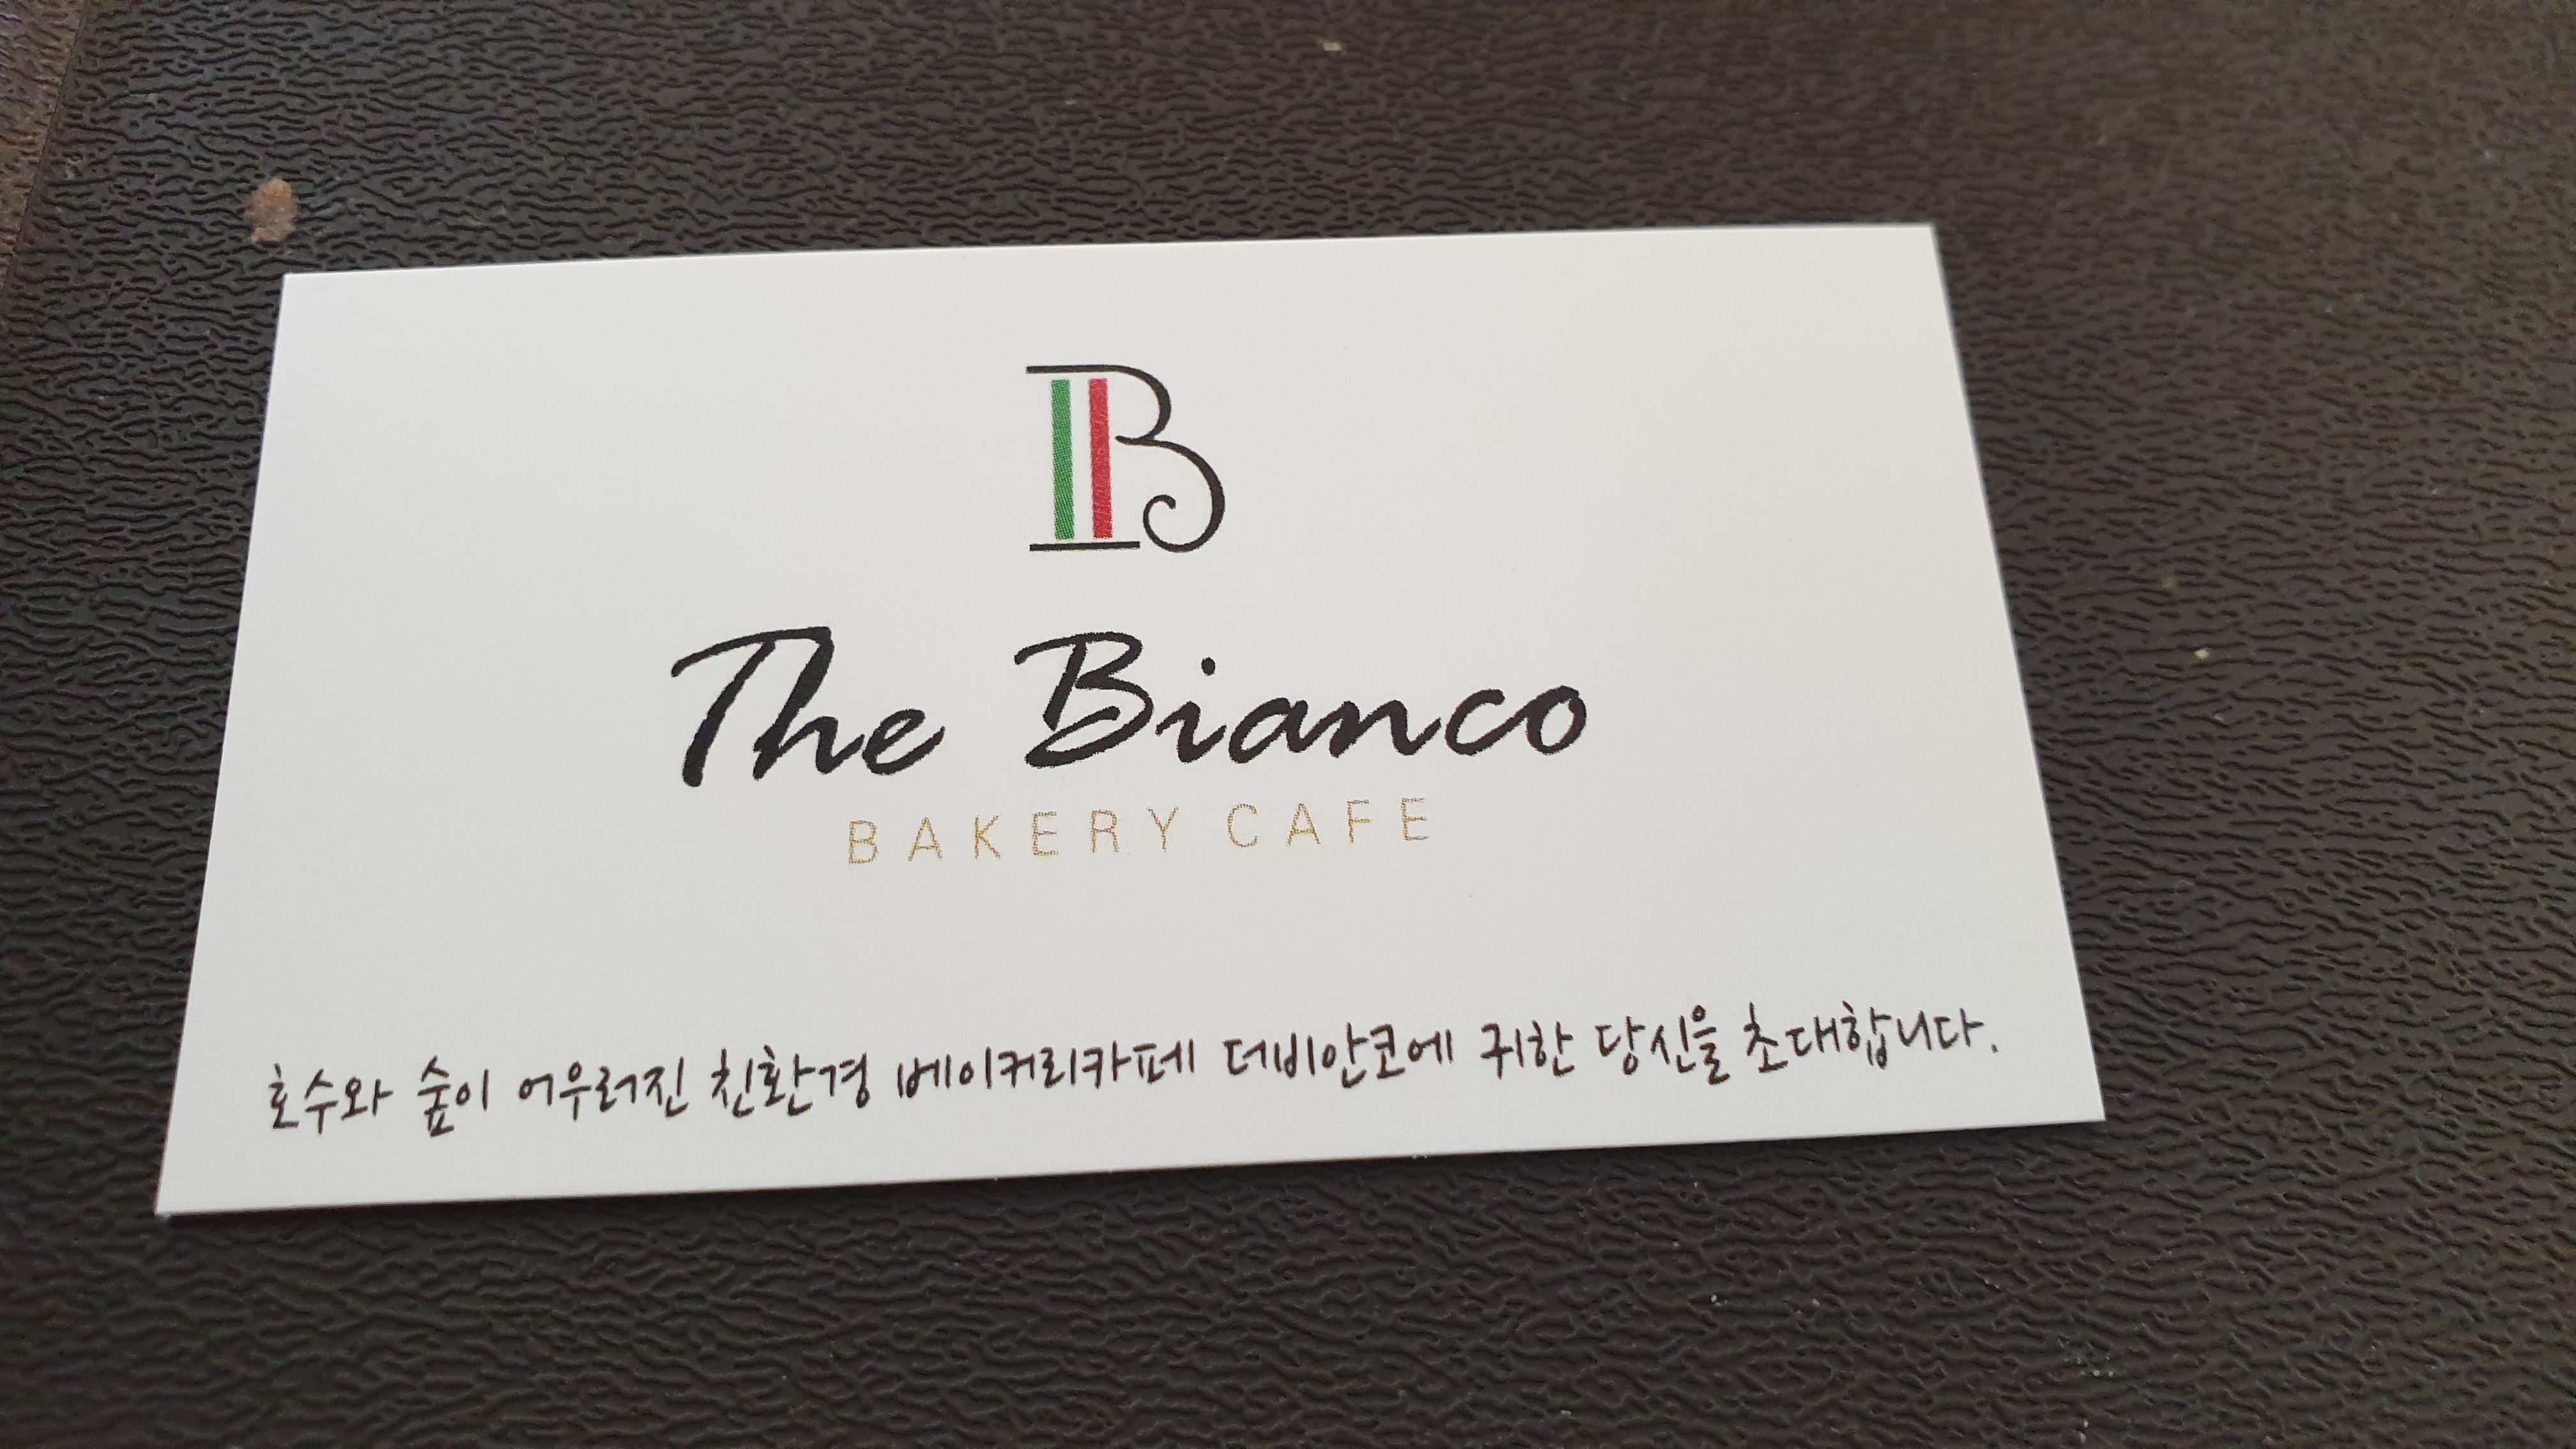 B
The Bianco
BAKERY CAFE
호수와 숲이 어우러진 친환경 베이커리카페 더비안코에 귀한 당신을 초대합니다.